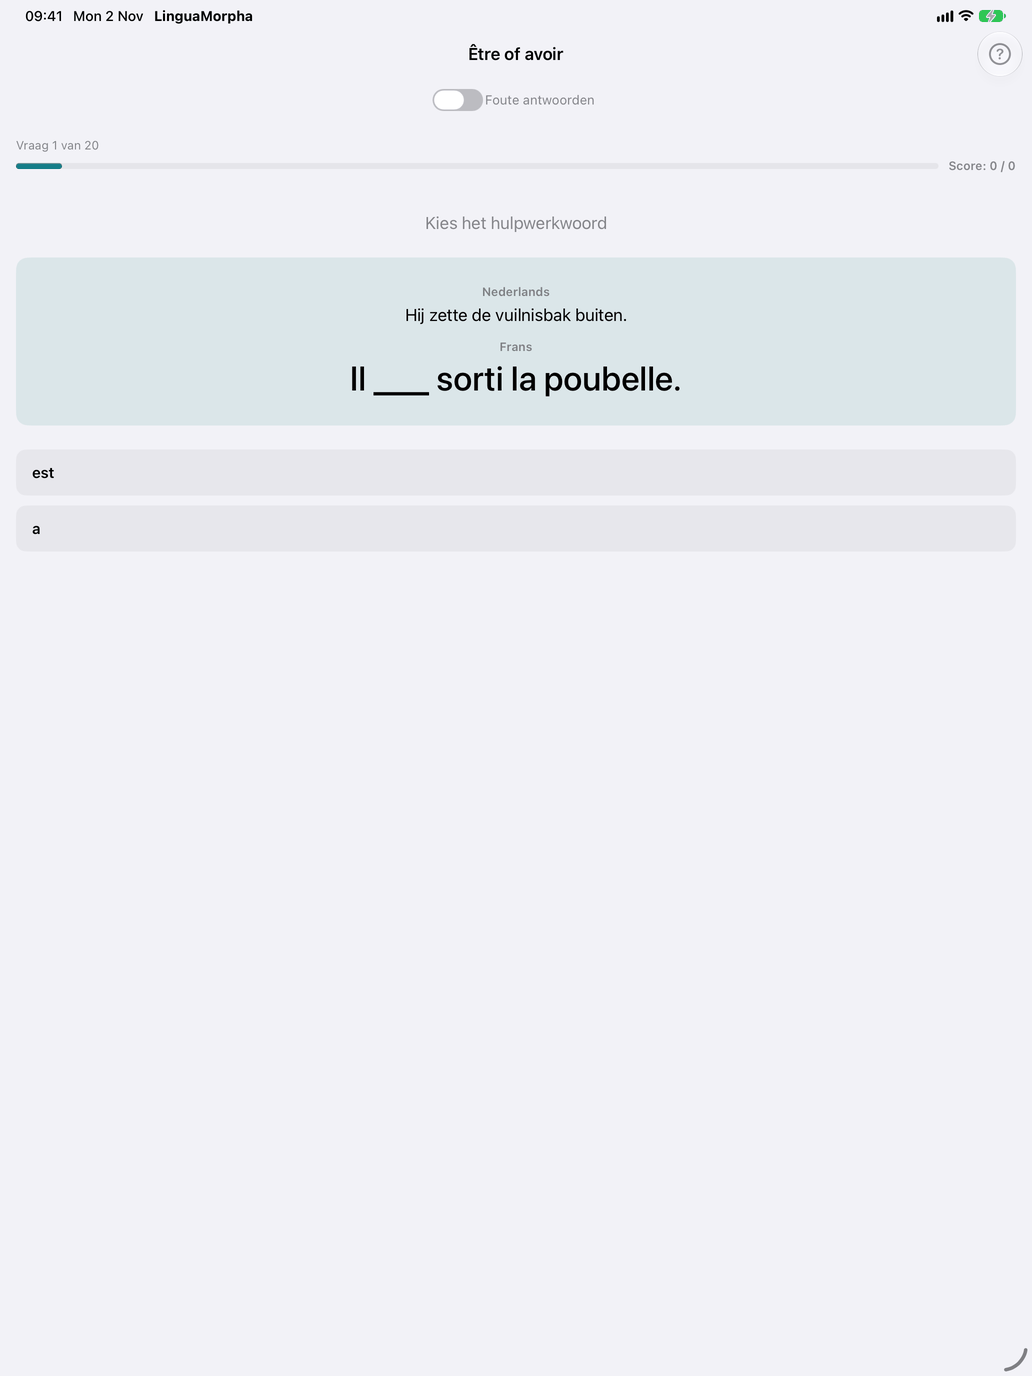 09:41 Mon 2 Nov LinguaMorpha
Être of avoir
?
Foute antwoorden
Vraag 1 van 20
Score: 0 / 0
Kies het hulpwerkwoord
Nederlands
Hij zette de vuilnisbak buiten.
Frans
Il ____ sorti la poubelle.
est
a